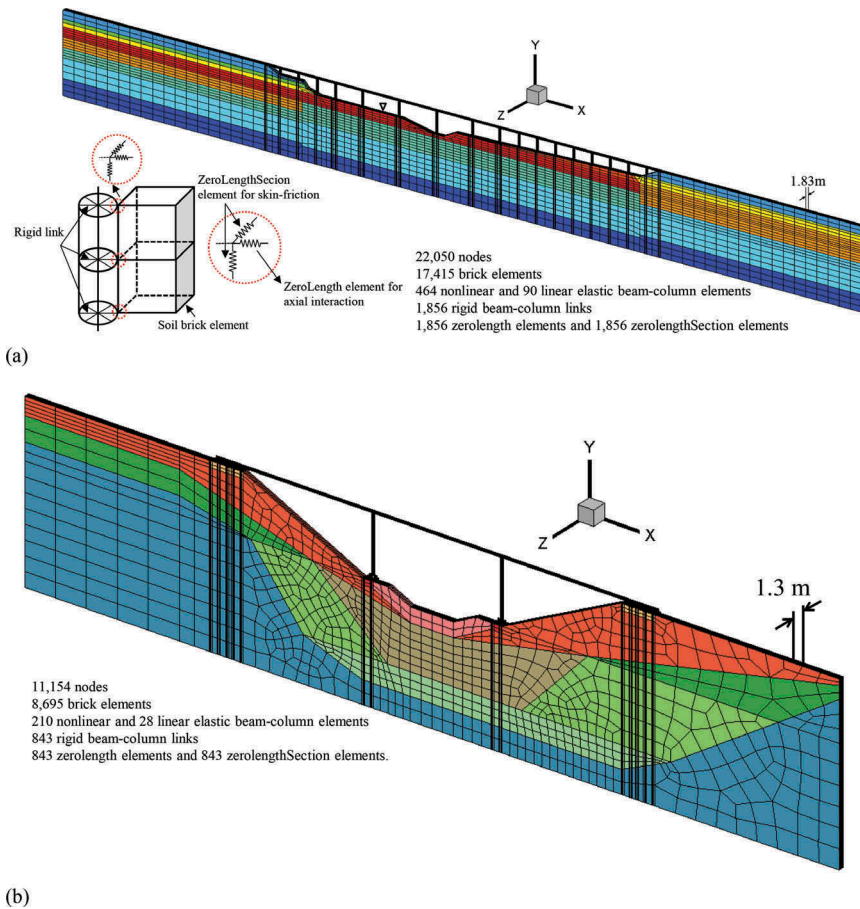 Y
Z
X
1.83m
ZeroLengthSecion
element for skin-friction
Rigid link
ZeroLength element for
axial interaction
Soil brick element
22,050 nodes
17,415 brick elements
464 nonlinear and 90 linear elastic beam-column elements
1,856 rigid beam-column links
1,856 zerolength elements and 1,856 zerolengthSection elements
(a)
Y
Z
X
1.3 m
11,154 nodes
8,695 brick elements
210 nonlinear and 28 linear elastic beam-column elements
843 rigid beam-column links
843 zerolength elements and 843 zerolengthSection elements.
(b)